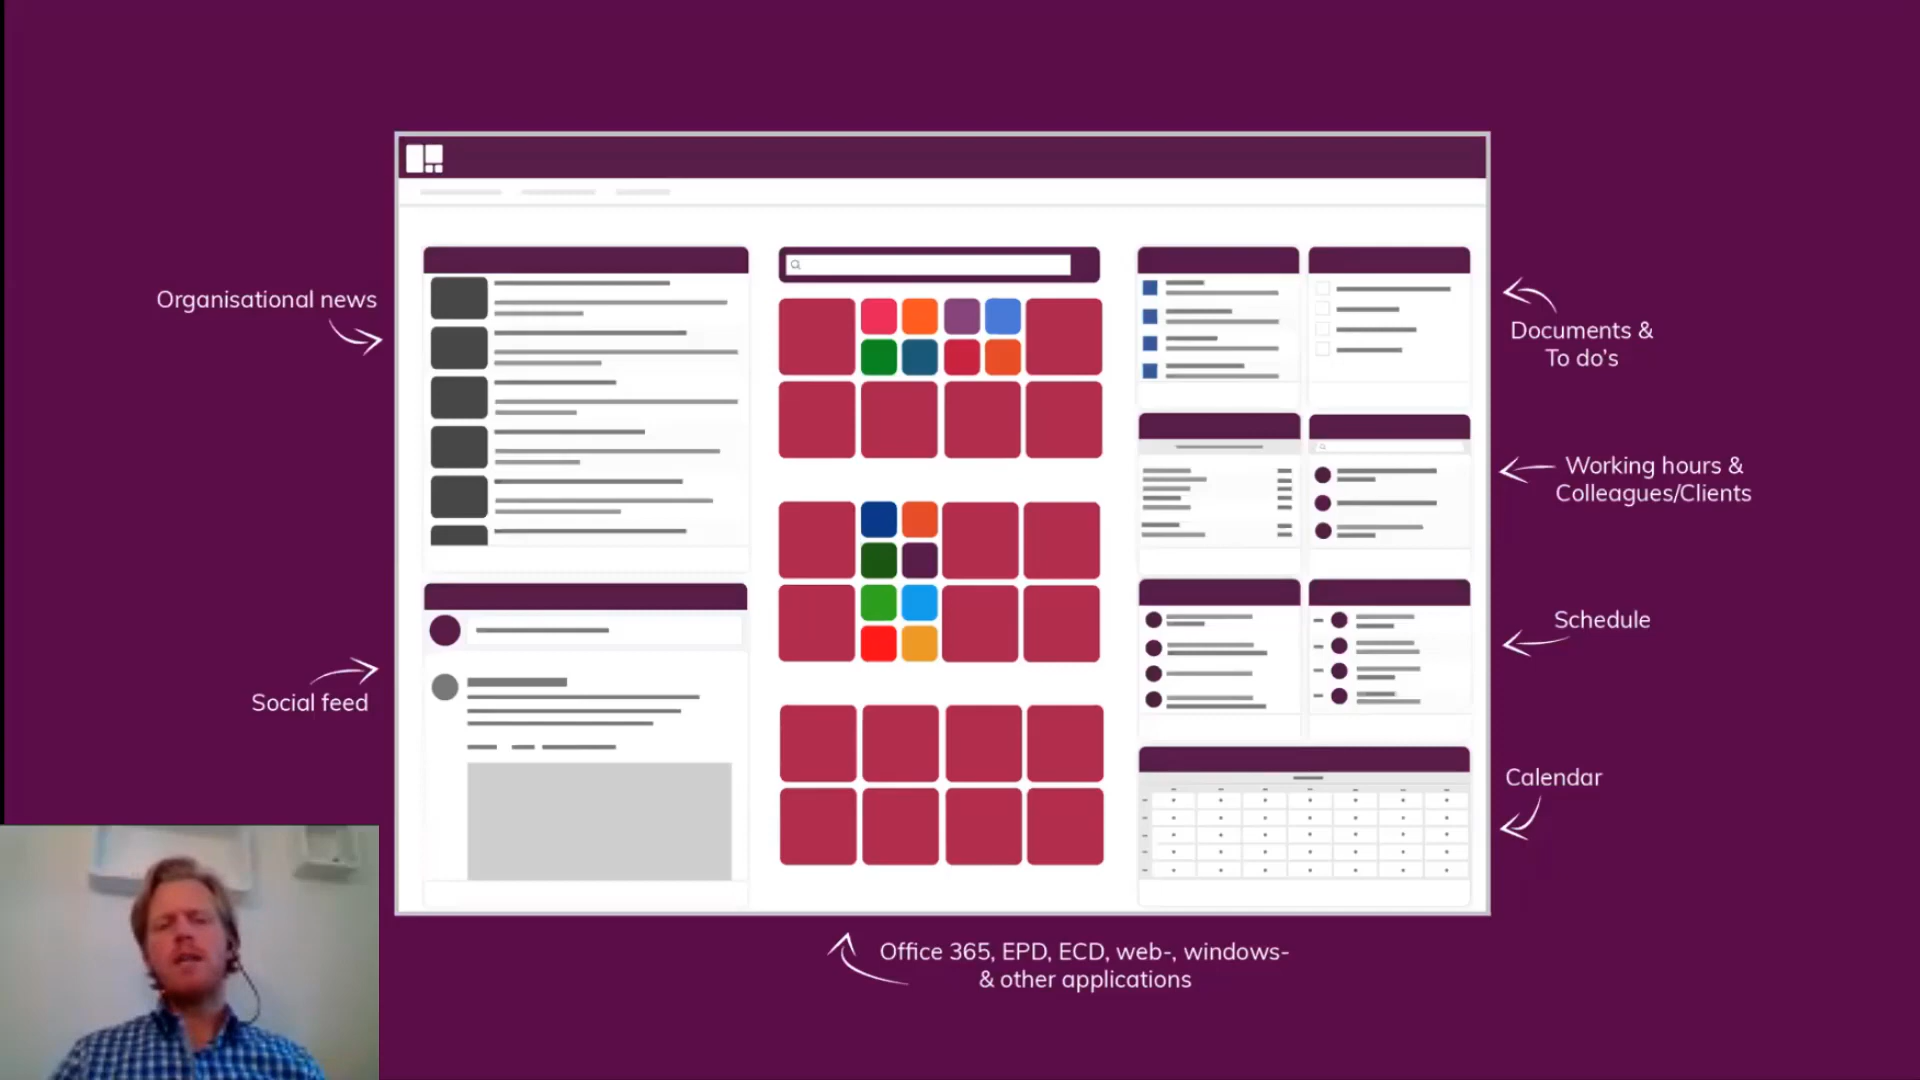 Organisational news
Social feed
Documents &
To do's
Working hours &
Colleagues/Clients
Schedule
Calendar
Office 365, EPD, ECD, web-, windows-
& other applications